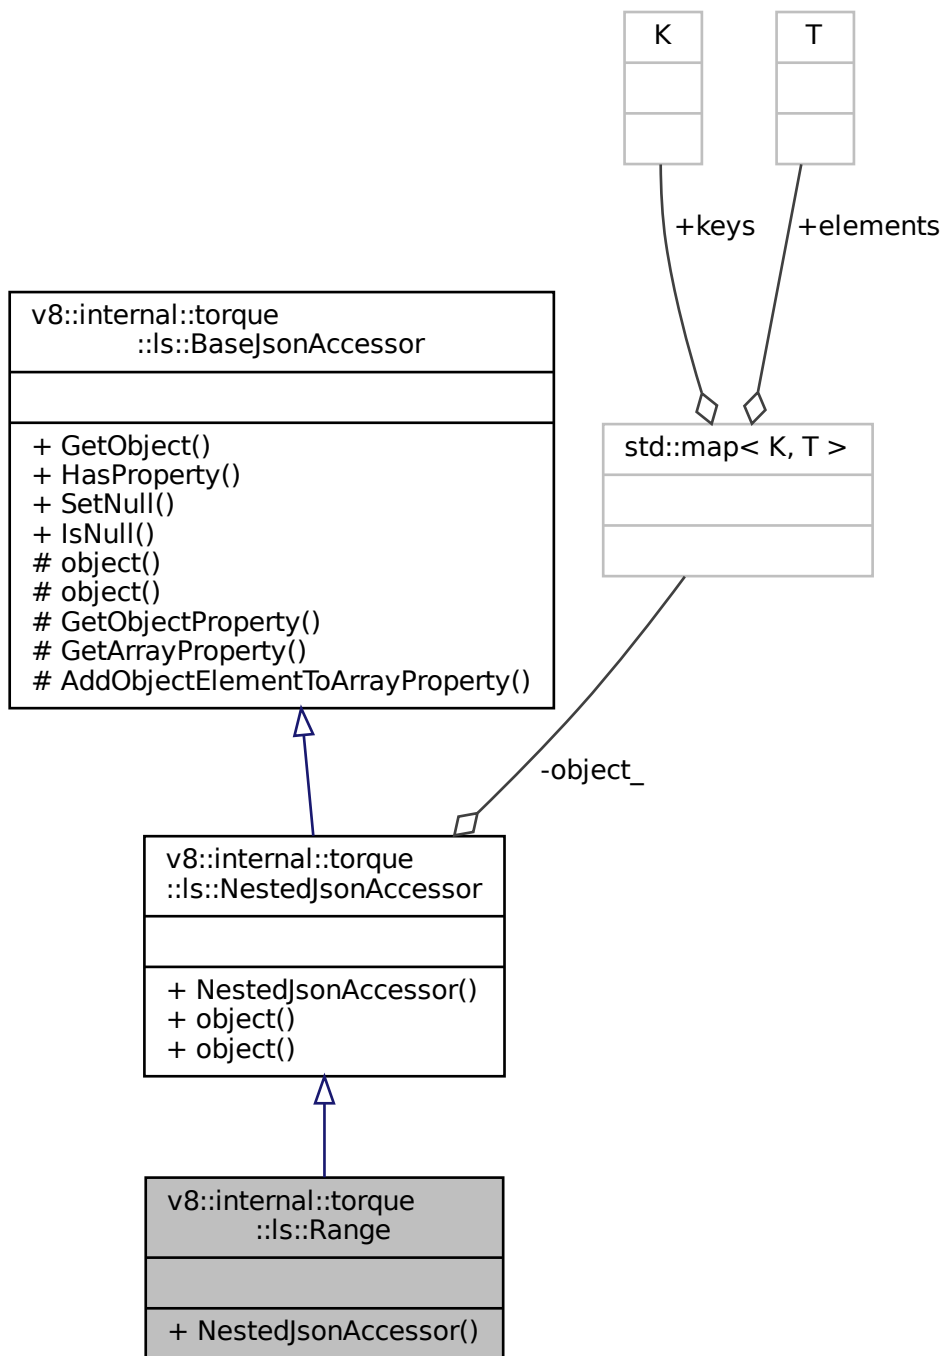 K
T
+keys
+elements
v8::internal::torque
::ls::BaseJsonAccessor
+ GetObject()
+ HasProperty()
+ SetNull()
+ IsNull()
# object()
# object()
# GetObjectProperty()
# GetArrayProperty()
# AddObjectElementToArrayProperty()
std::map< K, T >
-object_
v8::internal::torque
::ls::NestedJsonAccessor
+ NestedJsonAccessor()
+ object()
+ object()
v8::internal::torque
::ls::Range
+ NestedJsonAccessor()